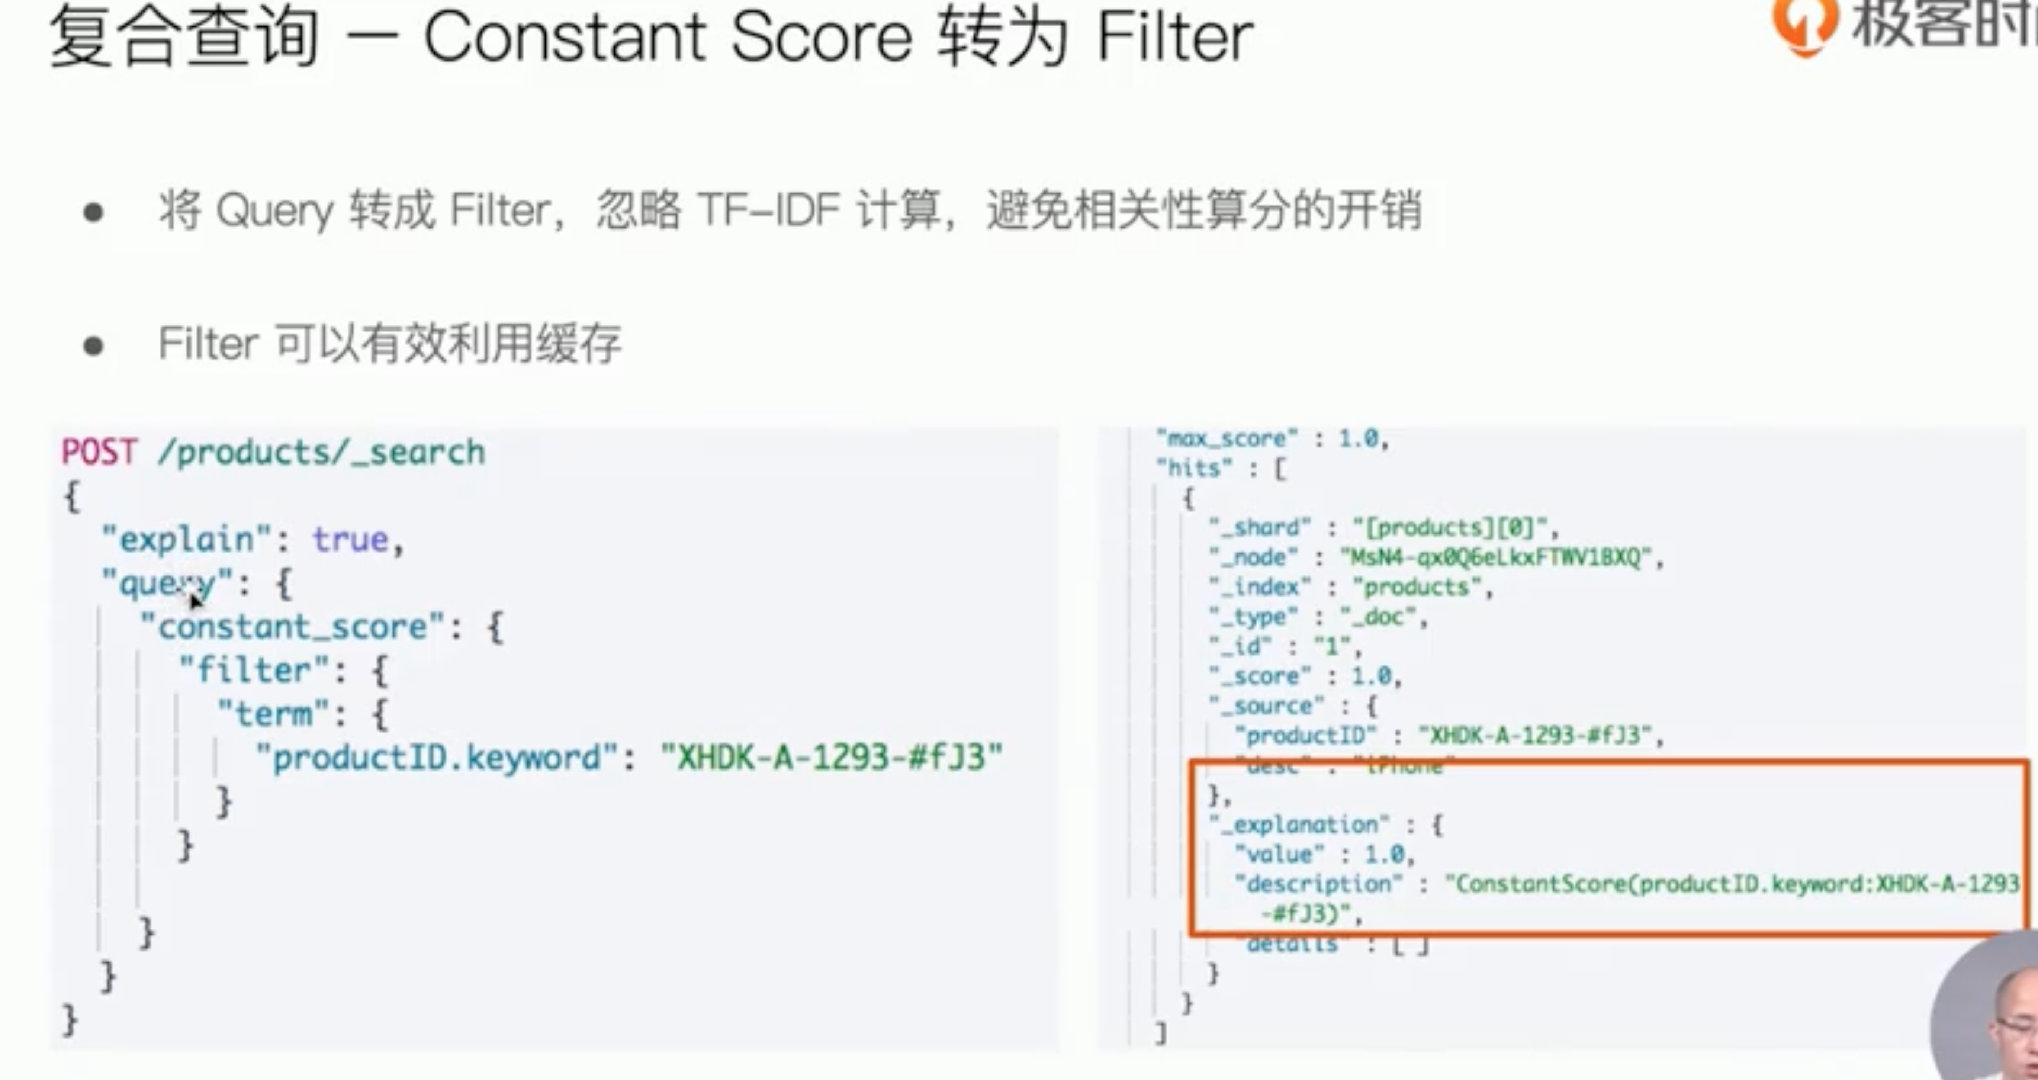 复合查询 — Constant Score 转为 Filter
极客时
● 将 Query 转成 Filter，忽略 TF-IDF 计算，避免相关性算分的开销
● Filter 可以有效利用缓存
POST /products/_search
{
"explain": true,
"query": {
"constant_score": {
"filter": {
"term": {
"productID.keyword": "XHDK-A-1293-#fJ3"
}
}
}
}
}
"max_score" : 1.0,
"hits" : [
{
"_shard" : "[products][0]",
"_node" : "MsN4-qx0Q6eLkxFTWV1BXQ",
"_index" : "products",
"_type" : "_doc",
"_id" : "1",
"_score" : 1.0,
"_source" : {
"productID" : "XHDK-A-1293-#fJ3",
"desc" : "iPhone"
},
"_explanation" : {
"value" : 1.0,
"description" : "ConstantScore(productID.keyword:XHDK-A-1293
-#fJ3)",
"details" : [ ]
}
}
]